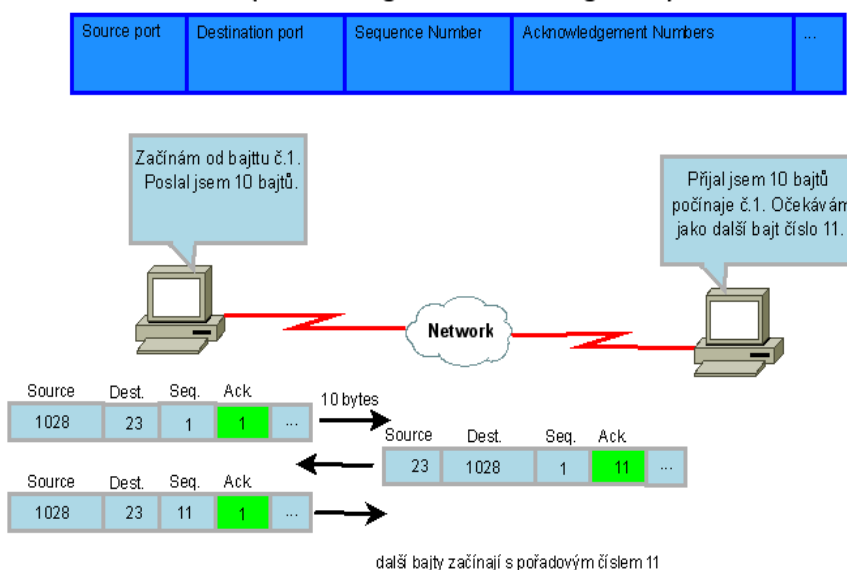 Source port Destination port Sequence Number Acknowledgement Numbers ...
Začínám od bajttu č.1.
Poslal jsem 10 bajtů.
Přijal jsem 10 bajtů
počínaje č.1. Očekávám
jako další bajt číslo 11.
Network
Source Dest. Seq. Ack.
1028 23 1 1 ...
10 bytes
Source Dest. Seq. Ack.
23 1028 1 11 ...
Source Dest. Seq. Ack.
1028 23 11 1 ...
další bajty začínají s pořadovým číslem 11